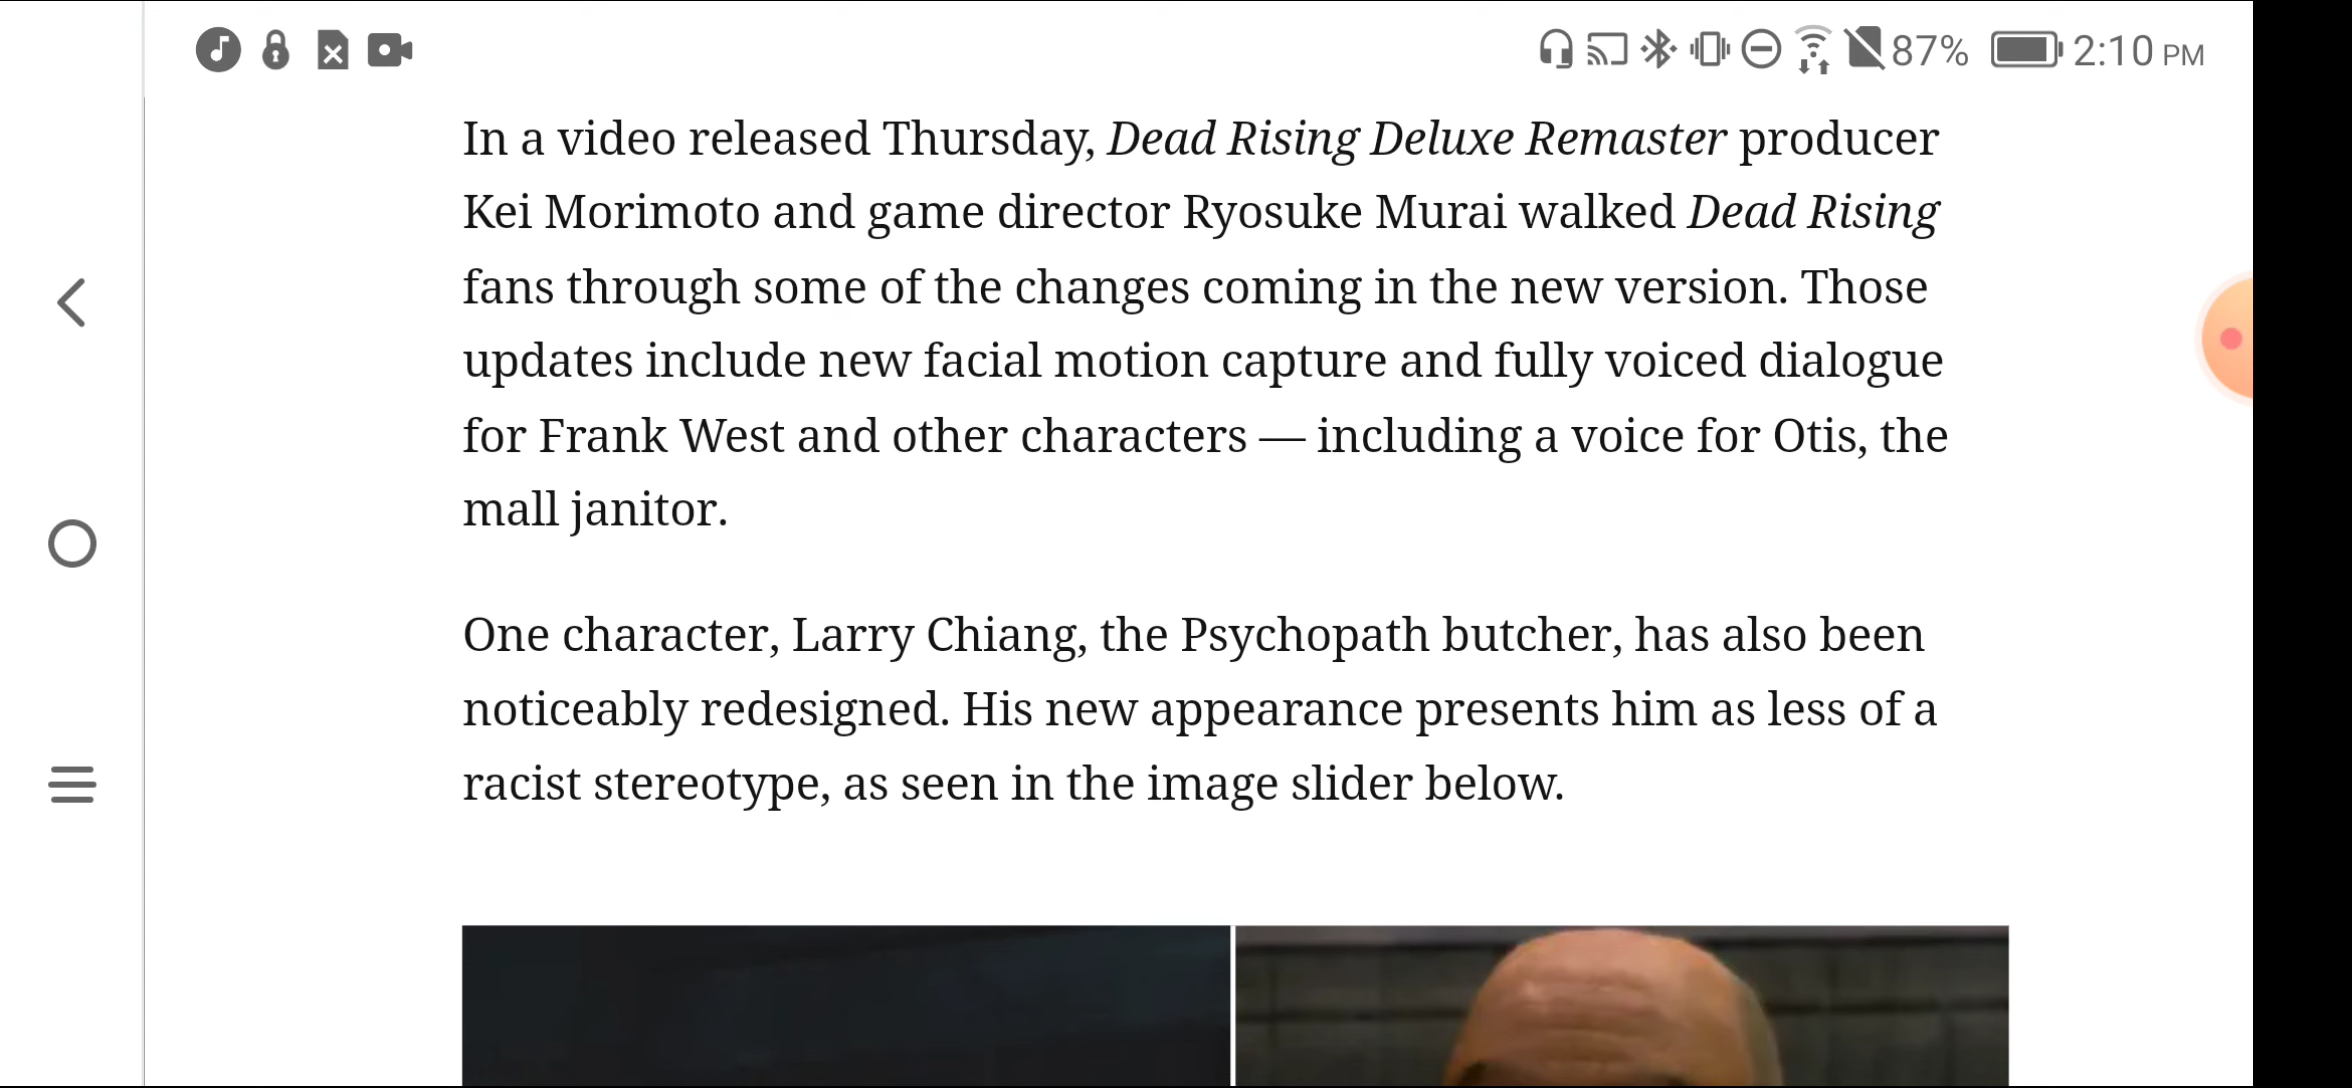 87% 2:10 PM
In a video released Thursday, Dead Rising Deluxe Remaster producer
Kei Morimoto and game director Ryosuke Murai walked Dead Rising
fans through some of the changes coming in the new version. Those
updates include new facial motion capture and fully voiced dialogue
for Frank West and other characters — including a voice for Otis, the
mall janitor.
One character, Larry Chiang, the Psychopath butcher, has also been
noticeably redesigned. His new appearance presents him as less of a
racist stereotype, as seen in the image slider below.